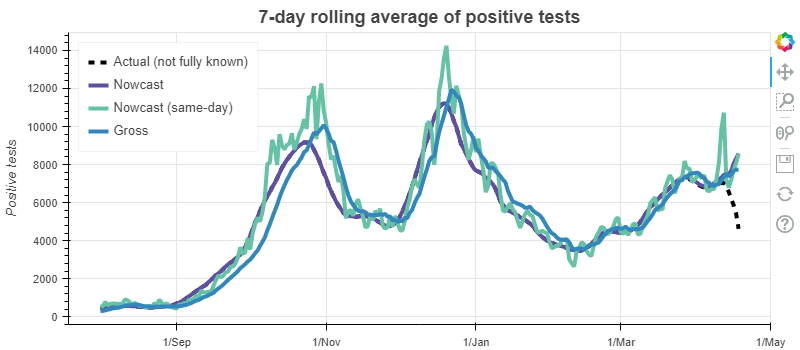 7-day rolling average of positive tests
Positive tests
14000
12000
10000
8000
6000
4000
2000
0
Actual (not fully known)
Nowcast
Nowcast (same-day)
Gross
1/Sep
1/Nov
1/Jan
1/Mar
1/May